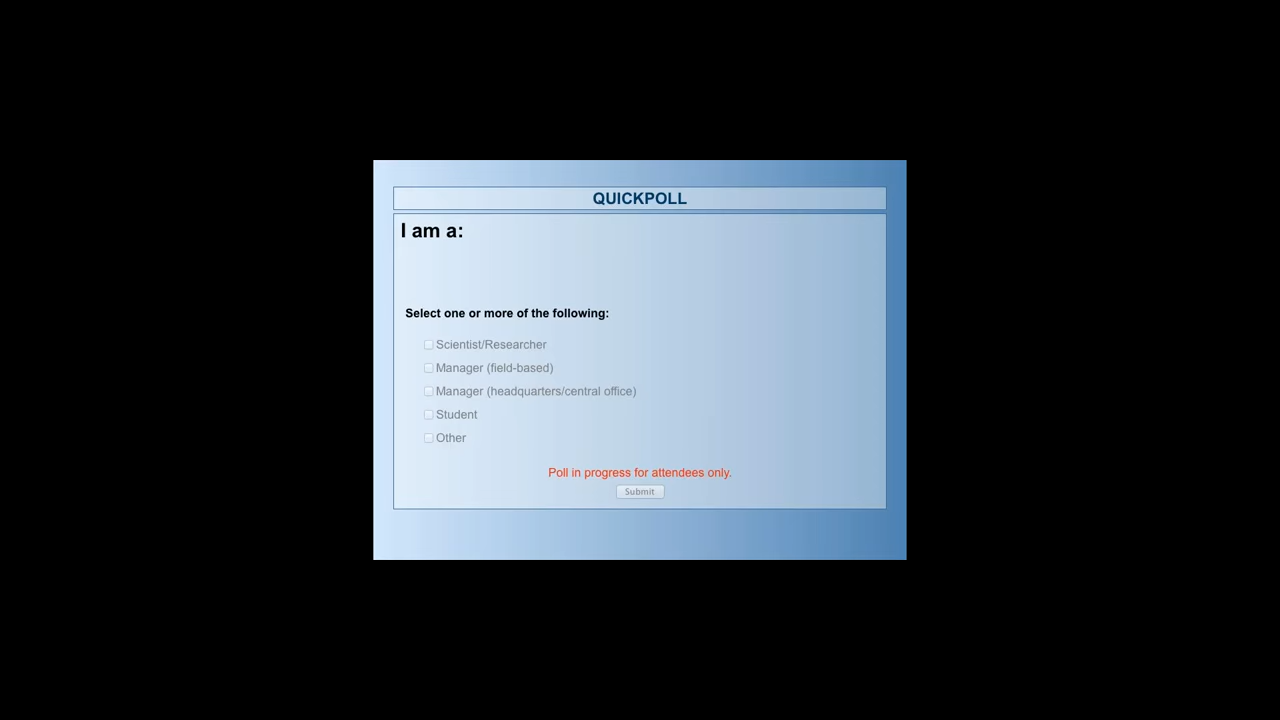 QUICKPOLL
I am a:
Select one or more of the following:
Scientist/Researcher
Manager (field-based)
Manager (headquarters/central office)
Student
Other
Poll in progress for attendees only.
Submit